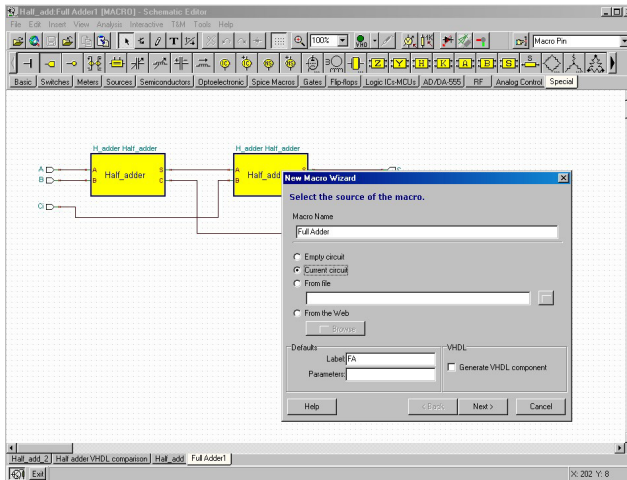 Half_add:Full Adder1 [MACRO] - Schematic Editor
File Edit Insert View Analysis Interactive T&M Tools Help
100%
Macro Pin
Basic Switches Meters Sources Semiconductors Optoelectronic Spice Macros Gates Flip-flops Logic ICs-MCUs AD/DA-555 RF Analog Control Special
H_adder Half_adder
H_adder Half_adder
A
B
Ci
A
B
Half_adder
S
C
A
B
Half_add
S
New Macro Wizard
Select the source of the macro.
Macro Name
Full Adder
Empty circuit
Current circuit
From file
From the Web
Browse
Defaults
Label: FA
Parameters:
VHDL
Generate VHDL component
Help
< Back
Next >
Cancel
Half_add_2 Half adder VHDL comparison Half_add Full Adder1
Exit
X: 202 Y: 8